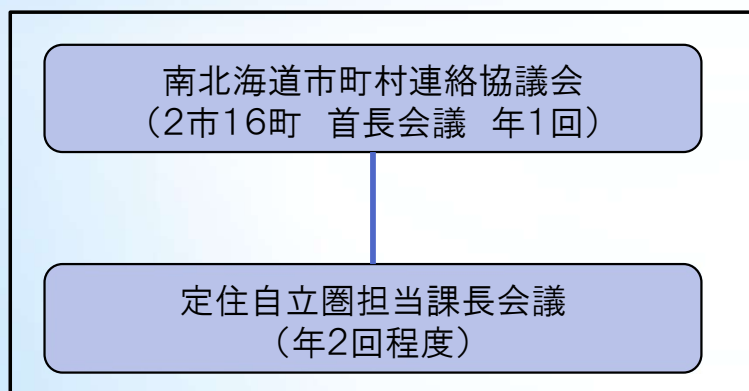 南北海道市町村連絡協議会
（2市16町　首長会議　年1回）
定住自立圏担当課長会議
（年2回程度）